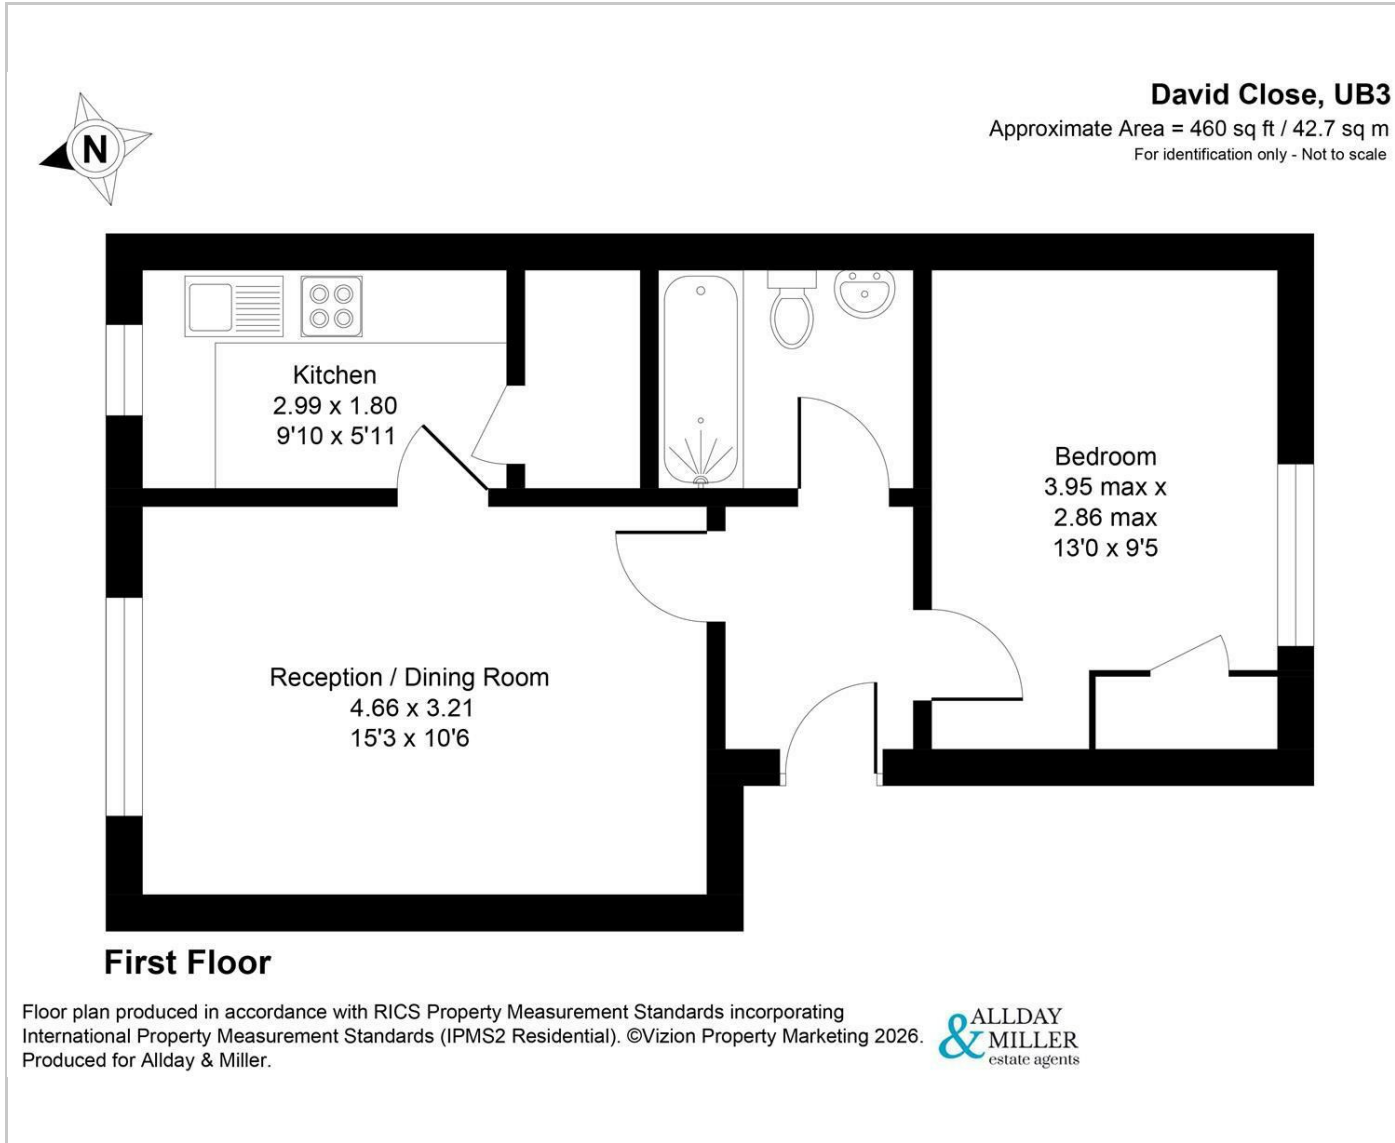 David Close, UB3
Approximate Area = 460 sq ft / 42.7 sq m
For identification only - Not to scale
N
Kitchen
2.99 x 1.80
9'10 x 5'11
Bedroom
3.95 max x
2.86 max
13'0 x 9'5
Reception / Dining Room
4.66 x 3.21
15'3 x 10'6
First Floor
Floor plan produced in accordance with RICS Property Measurement Standards incorporating
International Property Measurement Standards (IPMS2 Residential). ©Vizion Property Marketing 2026.
Produced for Allday & Miller.
ALLDAY
& MILLER
estate agents